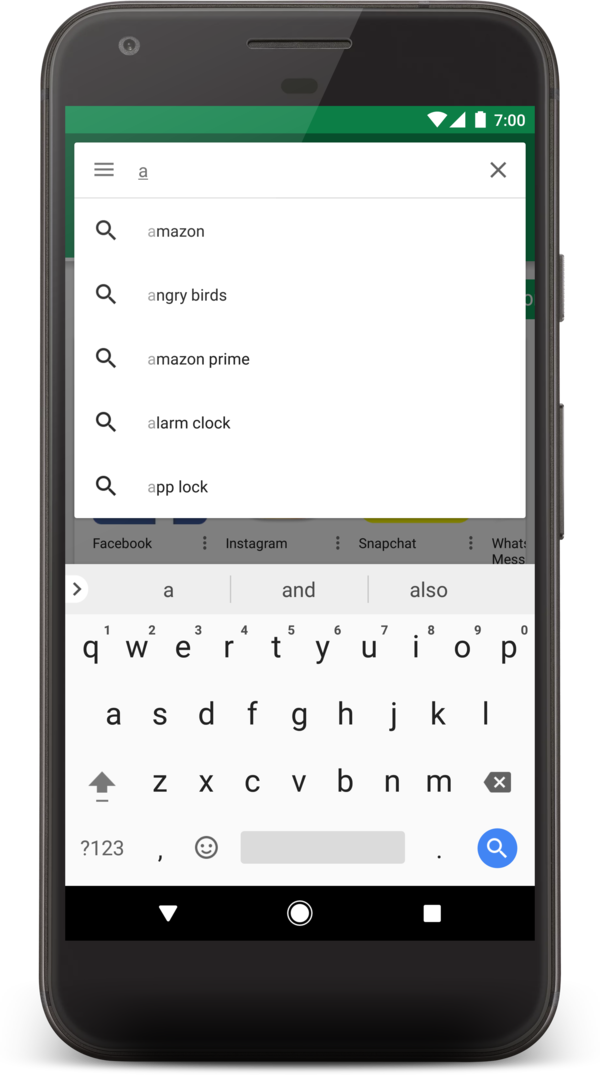 7:00
a
amazon
angry birds
amazon prime
alarm clock
app lock
Facebook Instagram Snapchat
Mess
a and also
1 2 3 4 5 6 7 8 9 0
q w e r t y u i o p
a s d f g h j k l
z x c v b n m
?123 , .